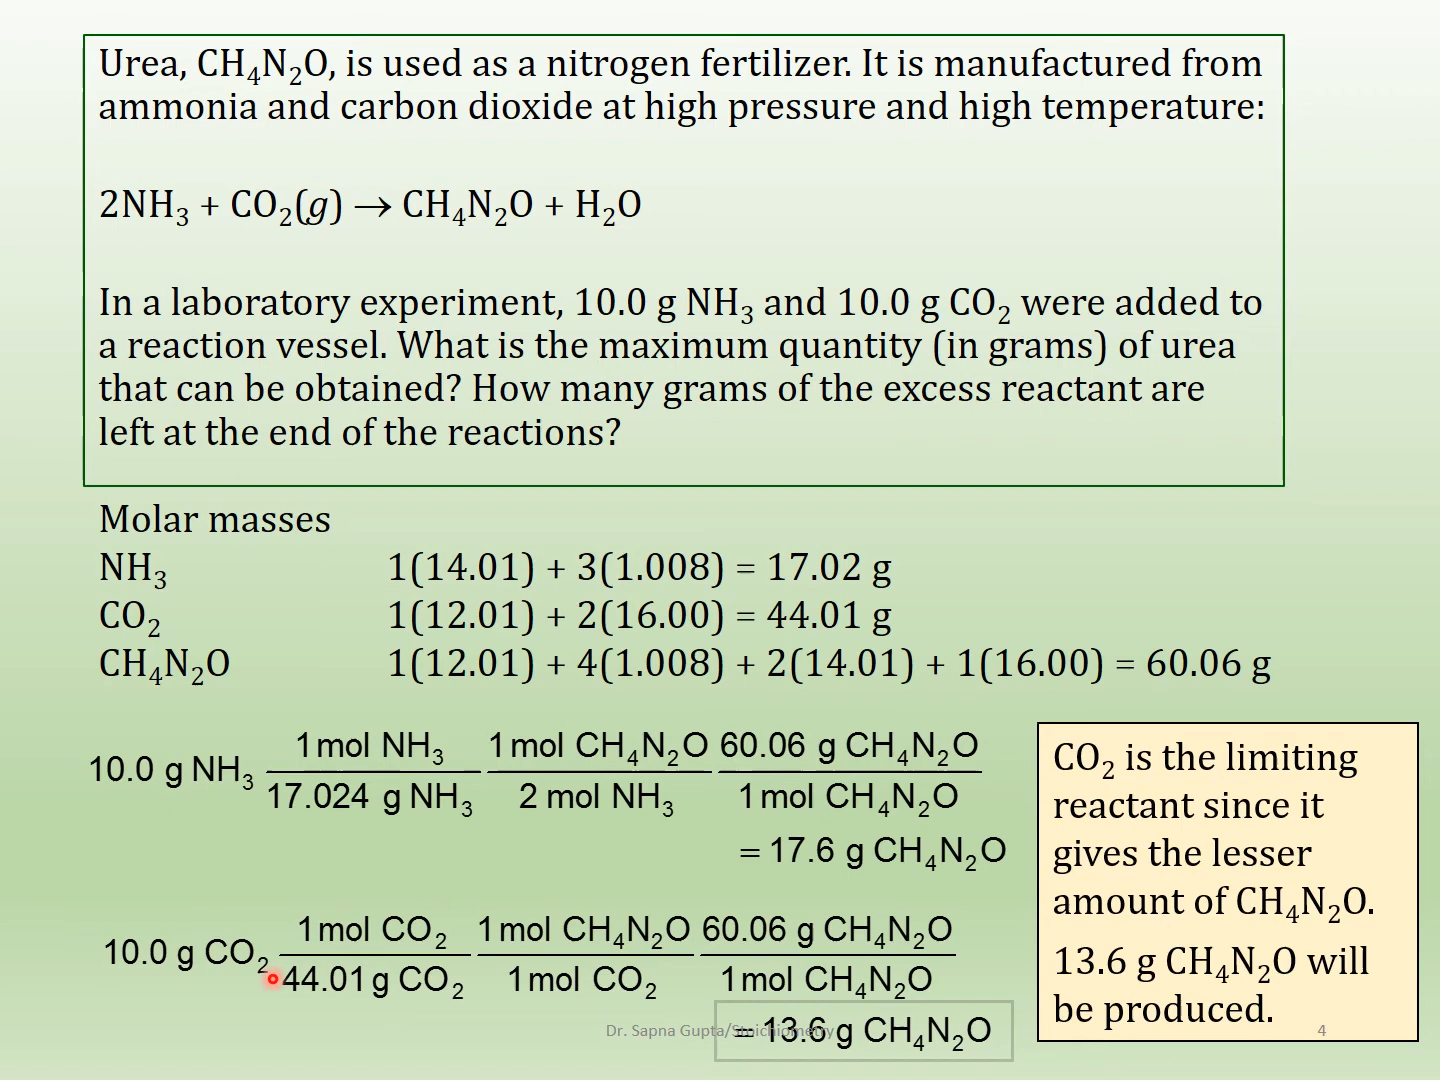 Urea, CH₄N₂O, is used as a nitrogen fertilizer. It is manufactured from
ammonia and carbon dioxide at high pressure and high temperature:
2NH₃ + CO₂(g) → CH₄N₂O + H₂O
In a laboratory experiment, 10.0 g NH₃ and 10.0 g CO₂ were added to
a reaction vessel. What is the maximum quantity (in grams) of urea
that can be obtained? How many grams of the excess reactant are
left at the end of the reactions?
Molar masses
NH₃ 1(14.01) + 3(1.008) = 17.02 g
CO₂ 1(12.01) + 2(16.00) = 44.01 g
CH₄N₂O 1(12.01) + 4(1.008) + 2(14.01) + 1(16.00) = 60.06 g
1 mol NH₃ 1 mol CH₄N₂O 60.06 g CH₄N₂O
10.0 g NH₃
17.024 g NH₃ 2 mol NH₃ 1 mol CH₄N₂O
= 17.6 g CH₄N₂O
1 mol CO₂ 1 mol CH₄N₂O 60.06 g CH₄N₂O
10.0 g CO₂
44.01 g CO₂ 1 mol CO₂ 1 mol CH₄N₂O
= 13.6 g CH₄N₂O
CO₂ is the limiting
reactant since it
gives the lesser
amount of CH₄N₂O.
13.6 g CH₄N₂O will
be produced.
Dr. Sapna Gupta/Stoichiometry
4